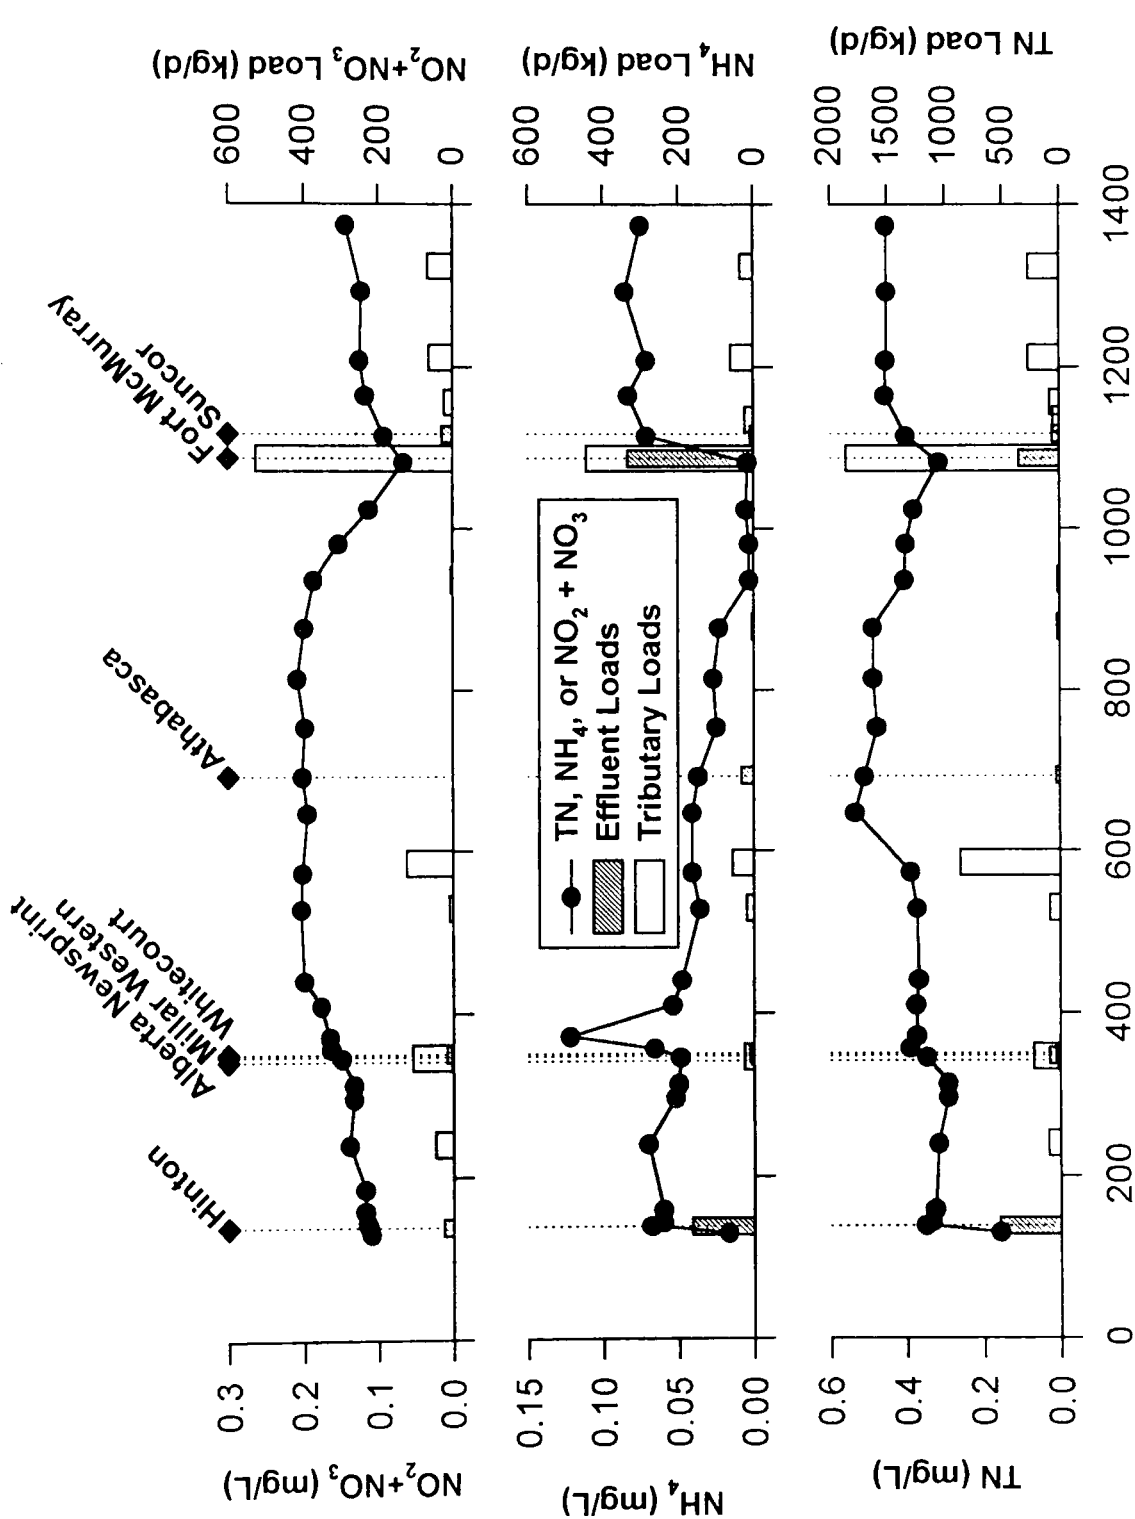 Hinton
Alberta Newsprint
Millar Western
Whitecourt
Athabasca
Fort McMurray
Suncor
NO2+NO3 (mg/L)
0.3
0.2
0.1
0.0
600
400
200
0
NO2+NO3 Load (kg/d)
NH4 (mg/L)
0.15
0.10
0.05
0.00
TN, NH4, or NO2 + NO3
Effluent Loads
Tributary Loads
600
400
200
0
NH4 Load (kg/d)
TN (mg/L)
0.6
0.4
0.2
0.0
2000
1500
1000
500
0
TN Load (kg/d)
0 200 400 600 800 1000 1200 1400